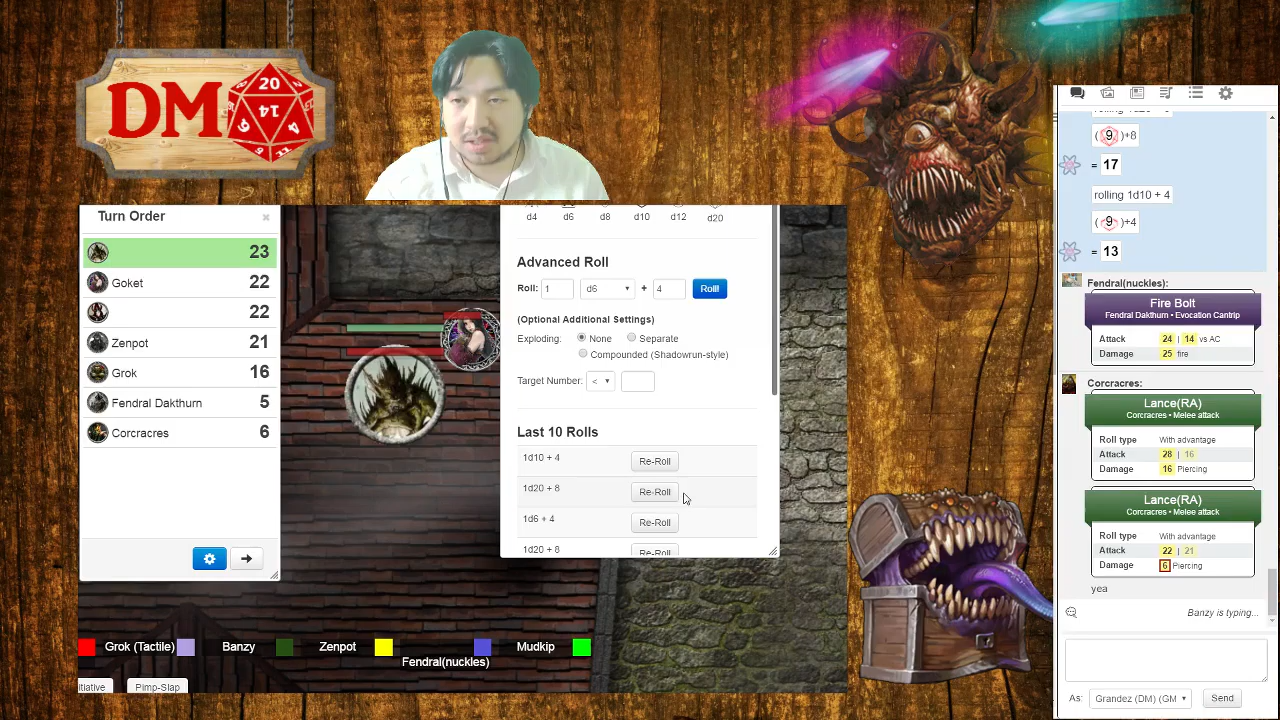 DM
20
14
Turn Order
×
23
Goket 22
22
Zenpot 21
Grok 16
Fendral Dakthurn 5
Corcracres 6
d4 d6 d8 d10 d12 d20
Advanced Roll
Roll: 1 d6 + 4 Roll!
(Optional Additional Settings)
Exploding: None Separate
Compounded (Shadowrun-style)
Target Number: <
Last 10 Rolls
1d10 + 4 Re-Roll
1d20 + 8 Re-Roll
1d6 + 4 Re-Roll
1d20 + 8 Re-Roll
Grok (Tactile) Banzy Zenpot Mudkip
Fendral(nuckles)
itiative Pimp-Slap
(9)+8
= 17
rolling 1d10 + 4
(9)+4
= 13
Fendral(nuckles):
Fire Bolt
Fendral Dakthurn • Evocation Cantrip
Attack 24 | 14 vs AC
Damage 25 fire
Corcracres:
Lance(RA)
Corcracres • Melee attack
Roll type With advantage
Attack 28 | 16
Damage 16 Piercing
Lance(RA)
Corcracres • Melee attack
Roll type With advantage
Attack 22 | 21
Damage 6 Piercing
yea
Banzy is typing...
As: Grandez (DM) (GM Send